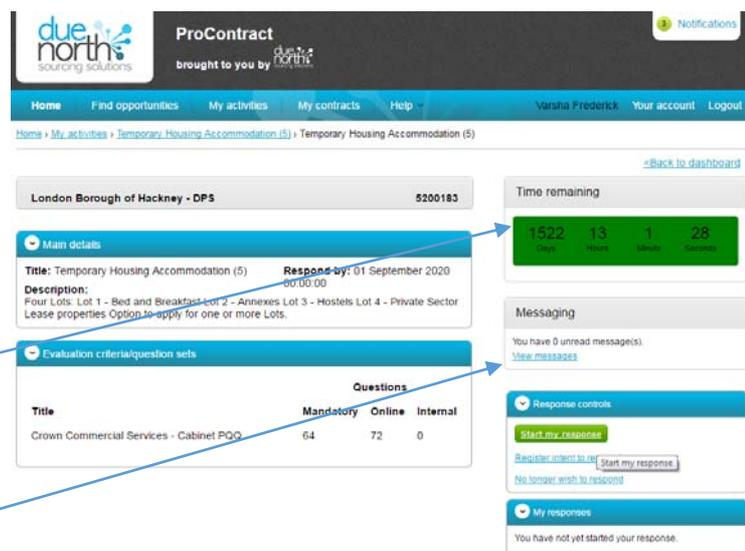 due north
sourcing solutions
ProContract
brought to you by due north
3 Notifications
Home Find opportunities My activities My contracts Help
Varsha Frederick Your account Logout
Home › My activities › Temporary Housing Accommodation (5) › Temporary Housing Accommodation (5)
<Back to dashboard
London Borough of Hackney - DPS 5200183
Main details
Title: Temporary Housing Accommodation (5) Respond by: 01 September 2020 00:00:00
Description:
Four Lots: Lot 1 - Bed and Breakfast Lot 2 - Annexes Lot 3 - Hostels Lot 4 - Private Sector
Lease properties Option to apply for one or more Lots.
Evaluation criteria/question sets
Questions
Title Mandatory Online Internal
Crown Commercial Services - Cabinet PQQ 64 72 0
Time remaining
1522 13 1 28
Days Hours Minute Seconds
Messaging
You have 0 unread message(s).
View messages
Response controls
Start my response
Register intent to
Start my response
No longer wish to respond
My responses
You have not yet started your response.